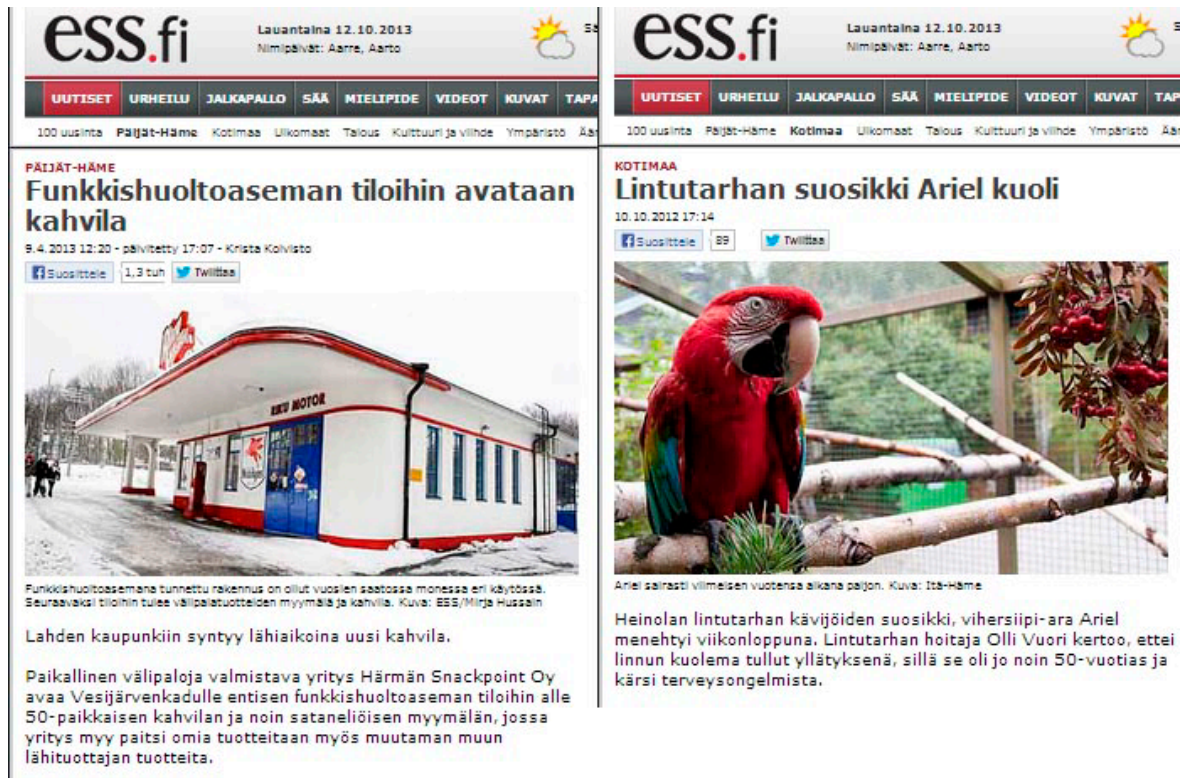 ess.fi
Lauantaina 12.10.2013
Nimipäivät: Aarre, Aarto
UUTISET URHEILU JALKAPALLO SÄÄ MIELIPIDE VIDEOT KUVAT
100 uusinta Päijät-Häme Kotimaa Ulkomaat Talous Kulttuuri ja viihde Ympäristö
PÄIJÄT-HÄME
Funkkishuoltoaseman tiloihin avataan
kahvila
9.4.2013 12:20 - päivitetty 17:07 - Krista Koivisto
Suosittele 1,3 tuh Twiittaa
RIKU MOTOR
Funkkishuoltoasemana tunnettu rakennus on ollut vuosien saatossa monessa eri käytössä.
Seuraavaksi tiloihin tulee välipalatuotteiden myymälä ja kahvila. Kuva: ESS/Mirja Hussain
Lahden kaupunkiin syntyy lähiaikoina uusi kahvila.
Paikallinen välipaloja valmistava yritys Härmän Snackpoint Oy
avaa Vesijärvenkadulle entisen funkkishuoltoaseman tiloihin alle
50-paikkaisen kahvilan ja noin sataneliöisen myymälän, jossa
yritys myy paitsi omia tuotteitaan myös muutaman muun
lähituottajan tuotteita.
ess.fi
Lauantaina 12.10.2013
Nimipäivät: Aarre, Aarto
UUTISET URHEILU JALKAPALLO SÄÄ MIELIPIDE VIDEOT KUVAT
100 uusinta Päijät-Häme Kotimaa Ulkomaat Talous Kulttuuri ja viihde Ympäristö
KOTIMAA
Lintutarhan suosikki Ariel kuoli
10.10.2012 17:14
Suosittele 89 Twiittaa
Ariel sairasti viimeisen vuotensa aikana paljon. Kuva: Itä-Häme
Heinolan lintutarhan kävijöiden suosikki, vihersiipi-ara Ariel
menehtyi viikonloppuna. Lintutarhan hoitaja Olli Vuori kertoo, ettei
linnun kuolema tullut yllätyksenä, sillä se oli jo noin 50-vuotias ja
kärsi terveysongelmista.